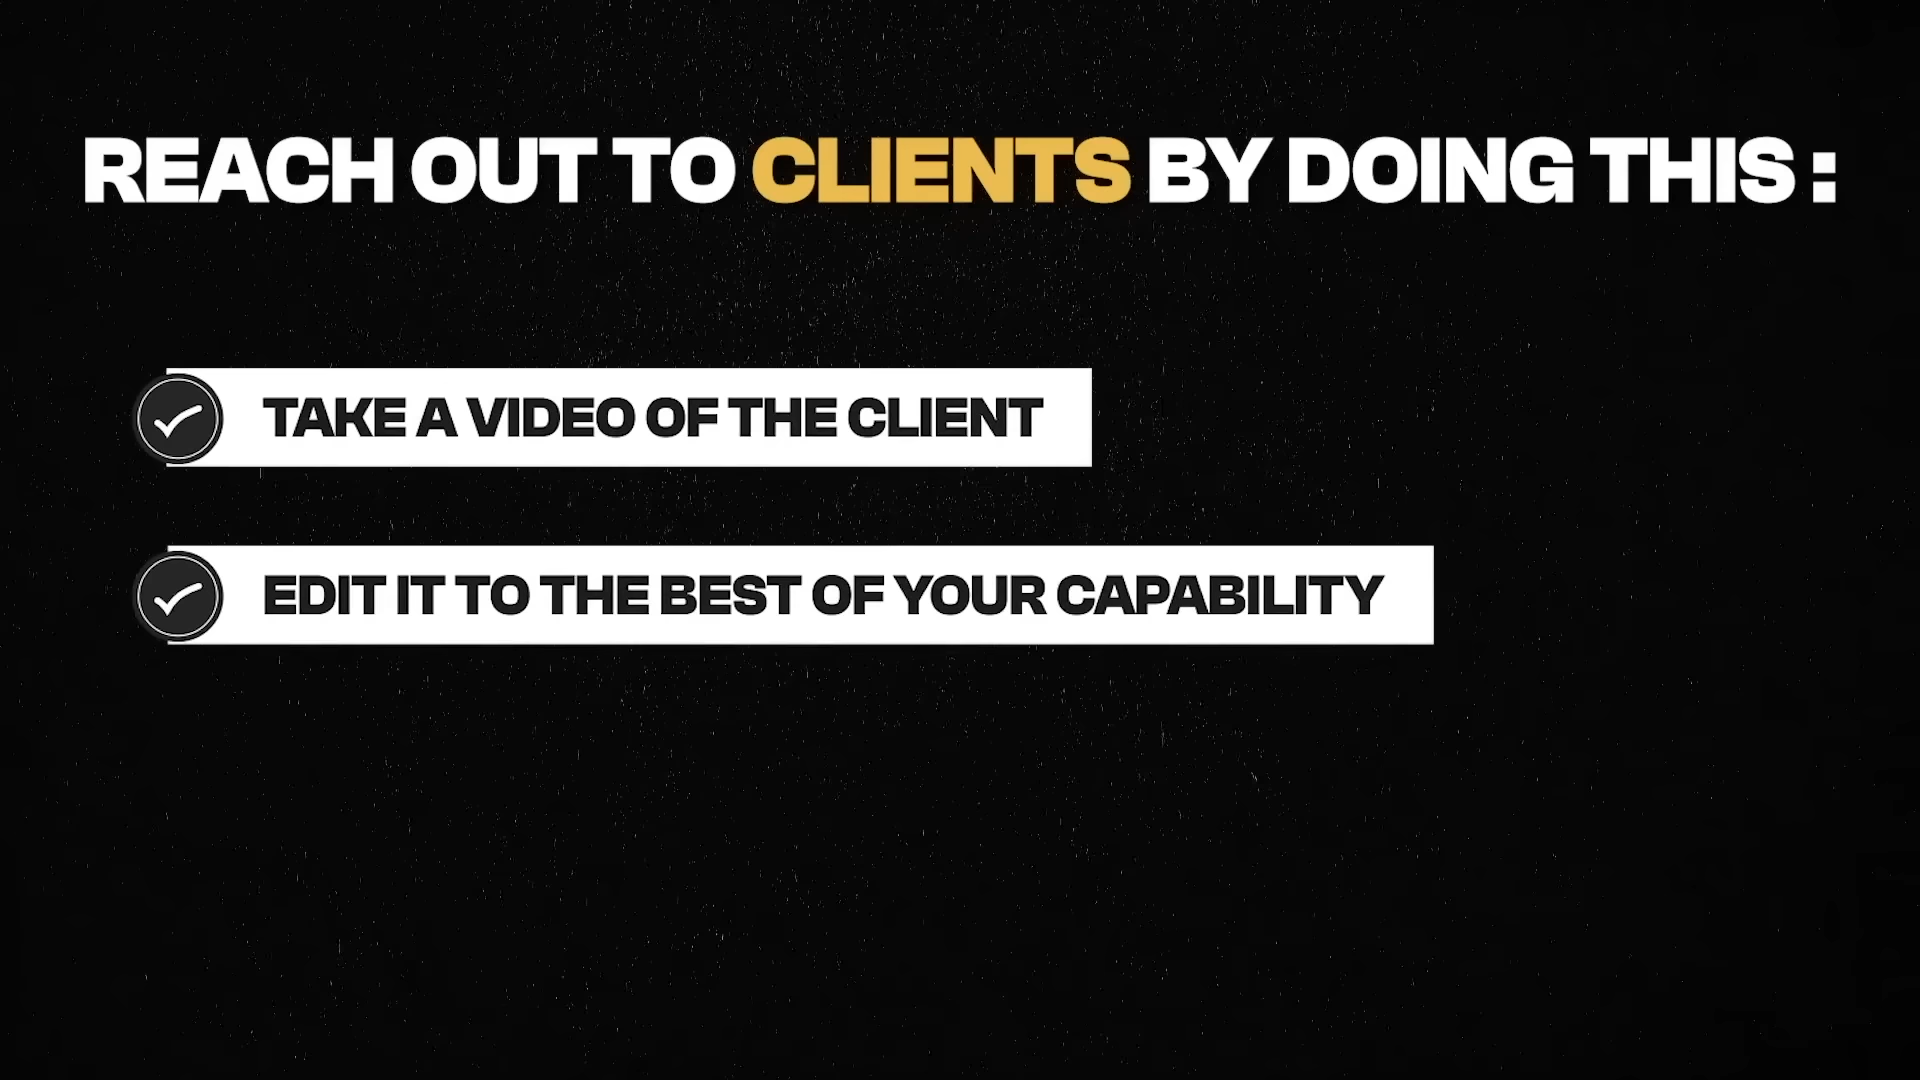 REACH OUT TO CLIENTS BY DOING THIS :
TAKE A VIDEO OF THE CLIENT
EDIT IT TO THE BEST OF YOUR CAPABILITY